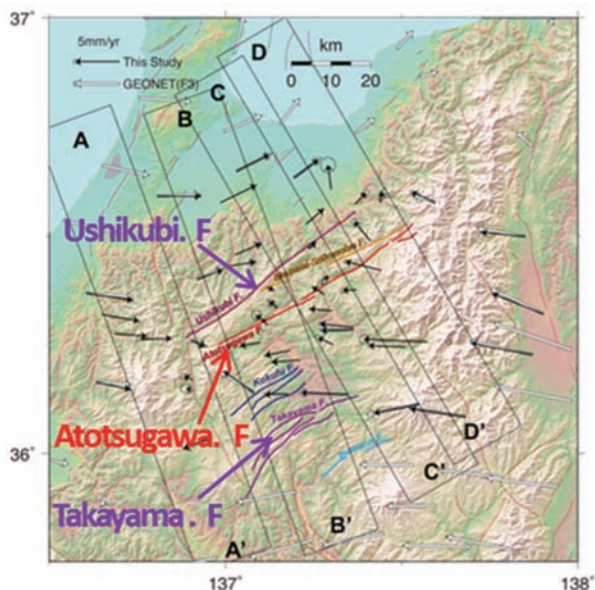 37°
5mm/yr
This Study
GEONET(F3)
km
0 10 20
D
C
B
A
Ushikubi. F
Ushikubi F.
Atotsugawa F.
Kokufu F.
Takayama F.
Atotsugawa. F
36°
Takayama . F
D'
C'
B'
A'
137°
138°